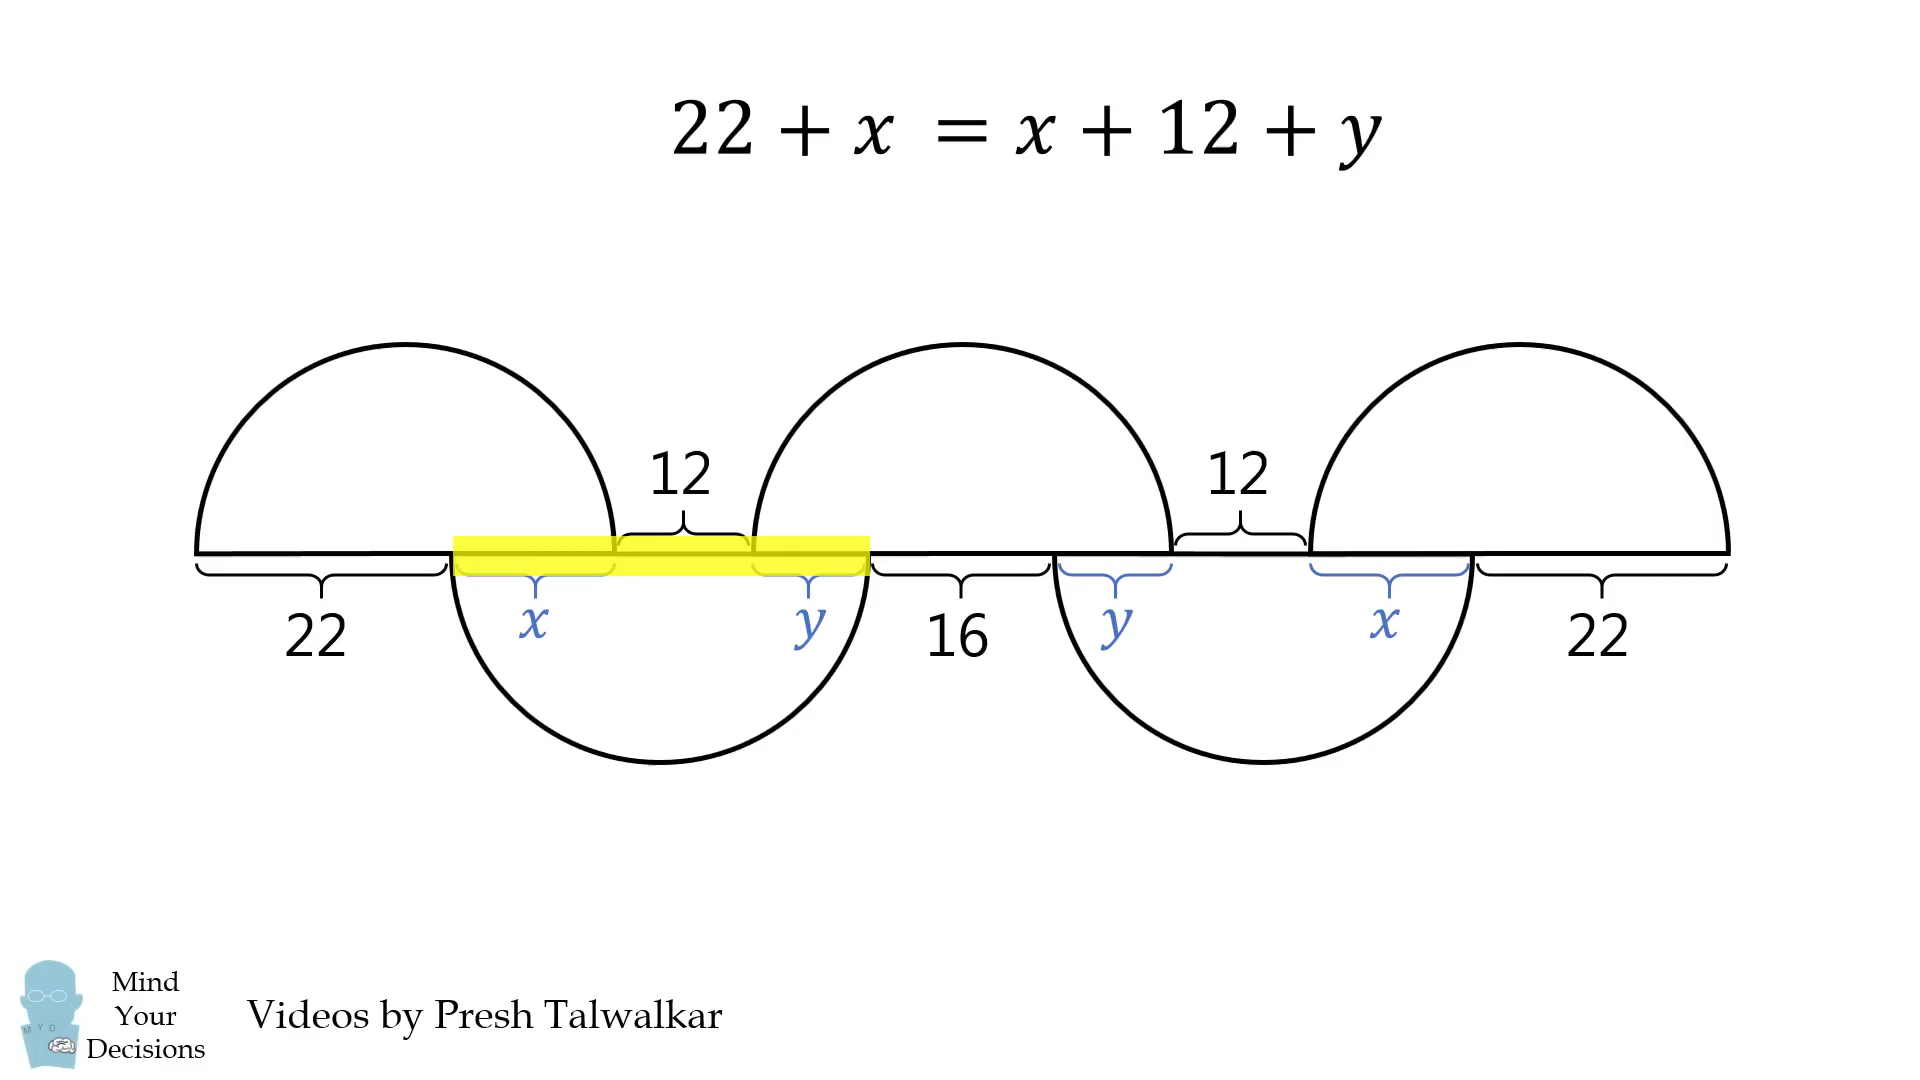 22 + x = x + 12 + y
12 12
22 x y 16 y x 22
M Y D
Mind
Your
Decisions
Videos by Presh Talwalkar